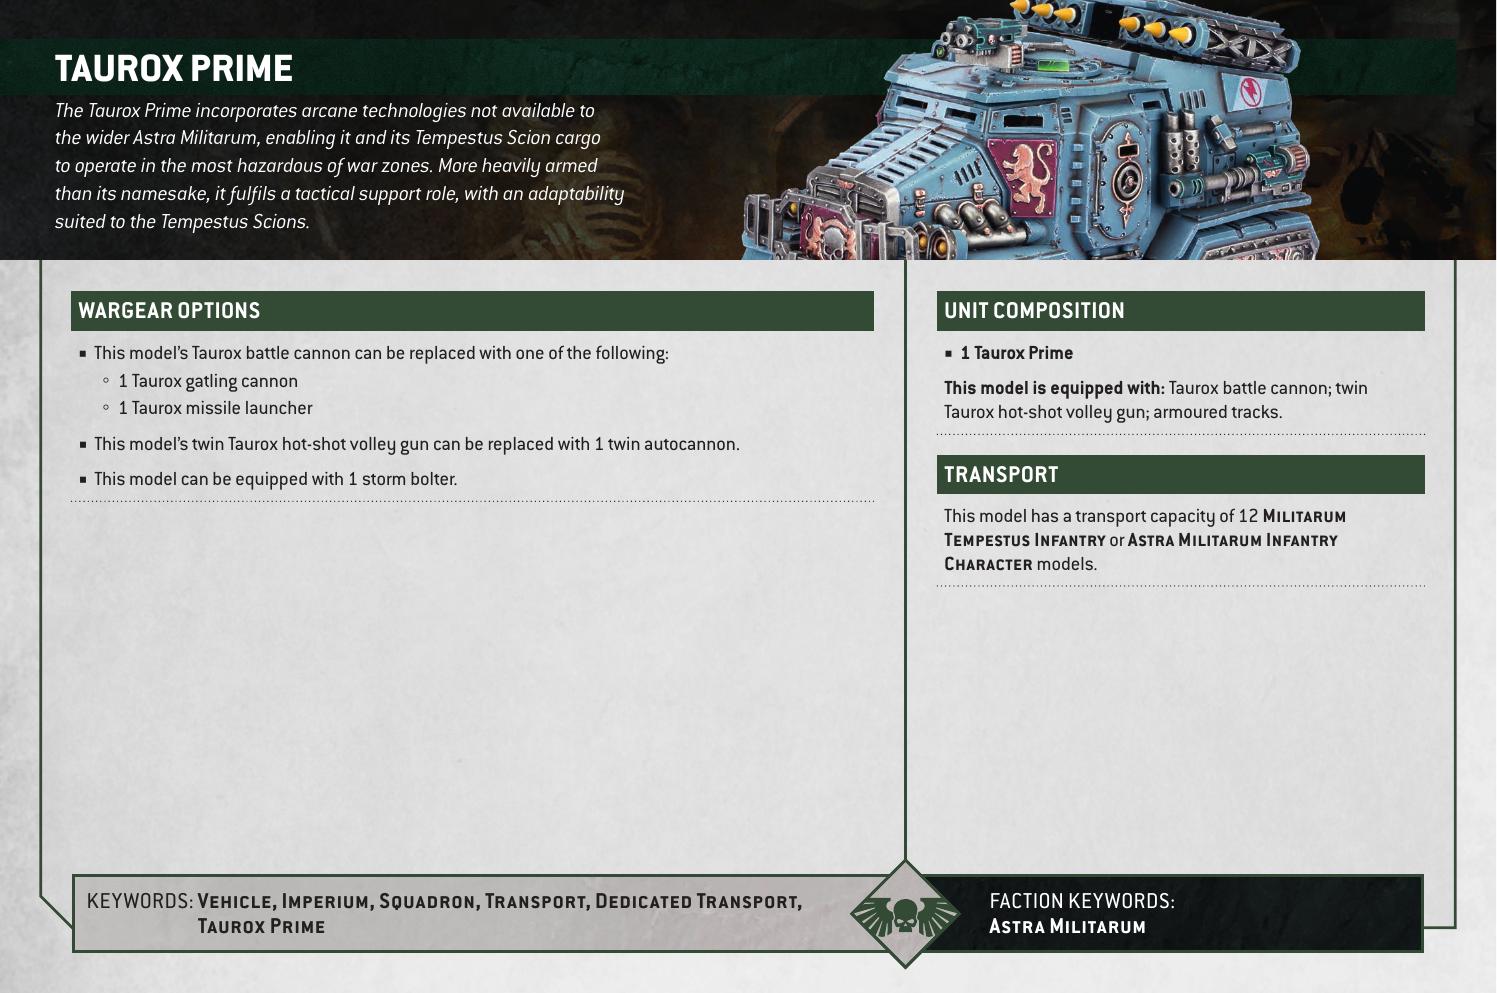 TAUROX PRIME
The Taurox Prime incorporates arcane technologies not available to
the wider Astra Militarum, enabling it and its Tempestus Scion cargo
to operate in the most hazardous of war zones. More heavily armed
than its namesake, it fulfils a tactical support role, with an adaptability
suited to the Tempestus Scions.
WARGEAR OPTIONS
▪ This model’s Taurox battle cannon can be replaced with one of the following:
◦ 1 Taurox gatling cannon
◦ 1 Taurox missile launcher
▪ This model’s twin Taurox hot-shot volley gun can be replaced with 1 twin autocannon.
▪ This model can be equipped with 1 storm bolter.
UNIT COMPOSITION
▪ 1 Taurox Prime
This model is equipped with: Taurox battle cannon; twin
Taurox hot-shot volley gun; armoured tracks.
TRANSPORT
This model has a transport capacity of 12 Militarum
Tempestus Infantry or Astra Militarum Infantry
Character models.
KEYWORDS: Vehicle, Imperium, Squadron, Transport, Dedicated Transport,
Taurox Prime
FACTION KEYWORDS:
Astra Militarum